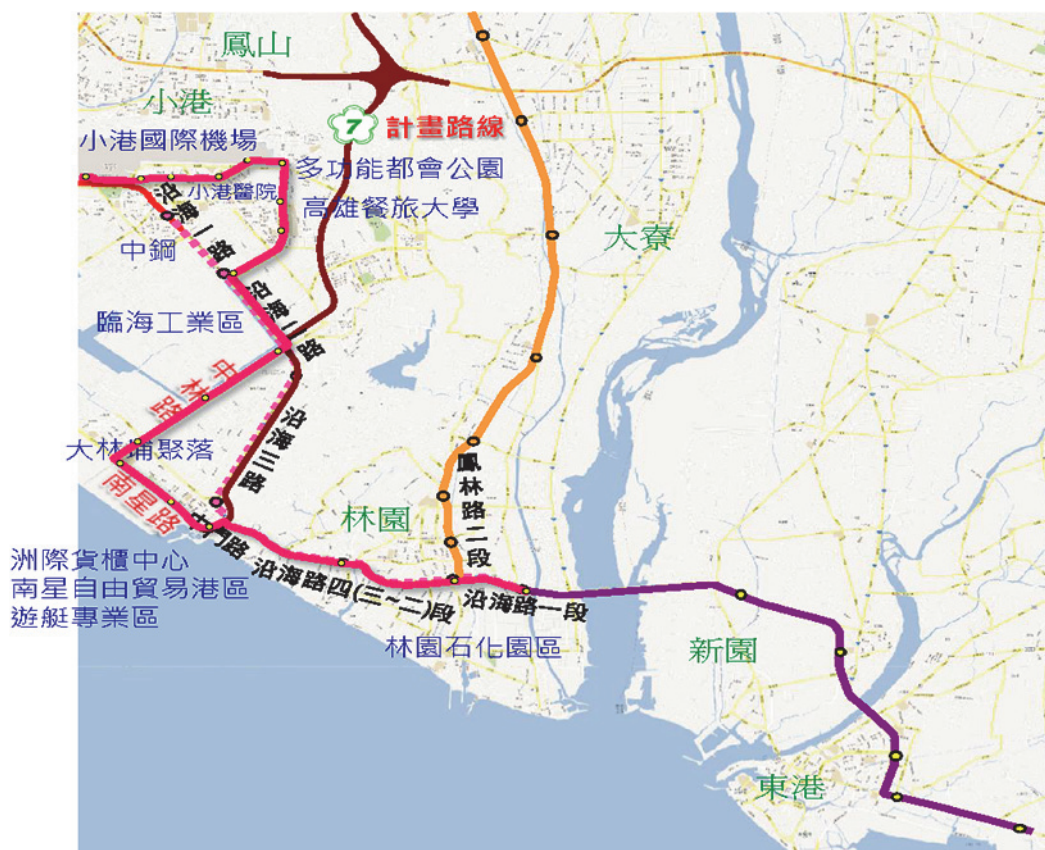 鳳山
小港
7 計畫路線
小港國際機場
多功能都會公園
小港醫院
沿海一路
高雄餐旅大學
大寮
中鋼
沿海二路
臨海工業區
中林路
沿海三路
大林埔聚落
鳳林路二段
南星路
林園
中門路
沿海路四(三~二)段
沿海路一段
洲際貨櫃中心
南星自由貿易港區
遊艇專業區
林園石化園區
新園
東港